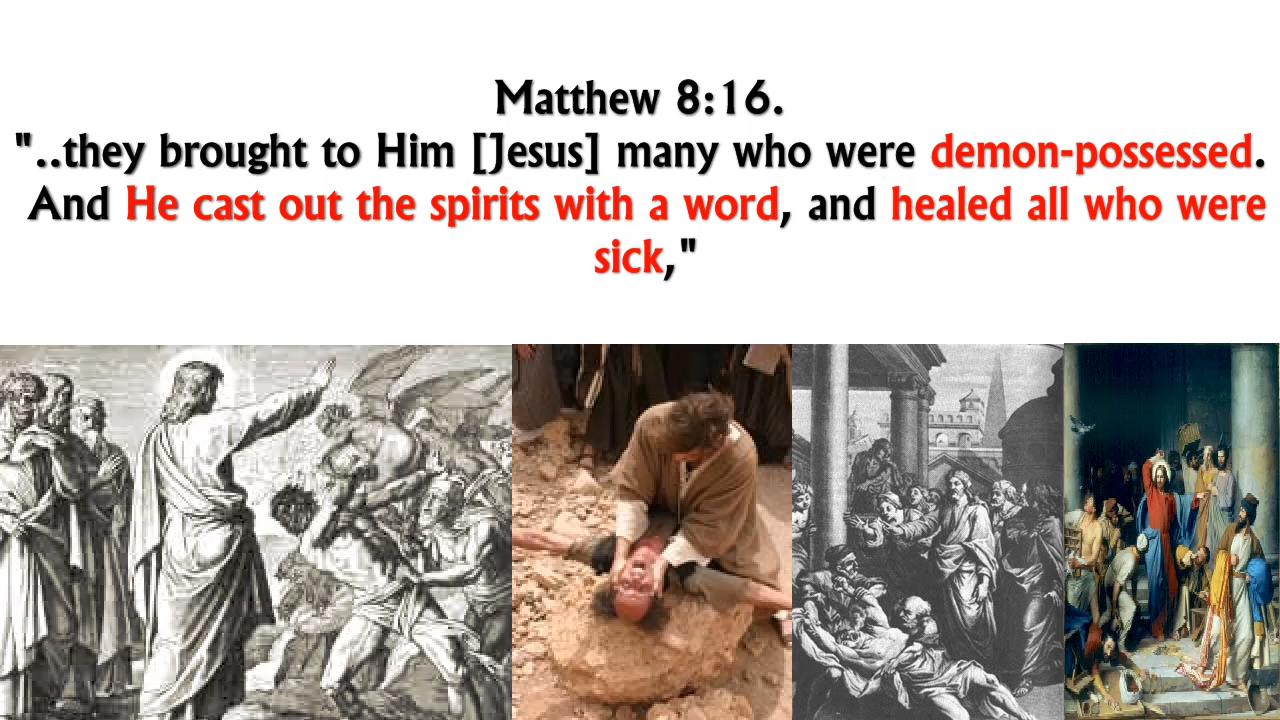 Matthew 8:16.
"..they brought to Him [Jesus] many who were demon-possessed.
And He cast out the spirits with a word, and healed all who were
sick,"